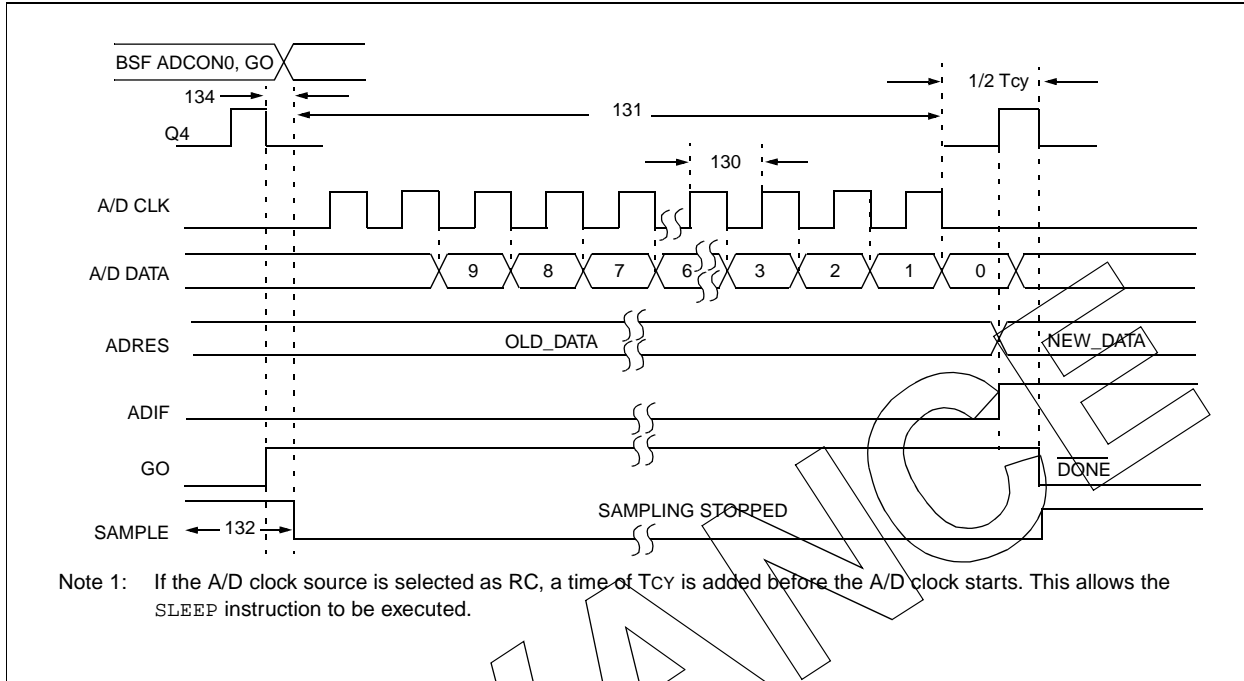 BSF ADCON0, GO
134
Q4
131
1/2 Tcy
130
A/D CLK
A/D DATA
9 8 7 6 3 2 1 0
ADRES
OLD_DATA
NEW_DATA
ADIF
GO
DONE
SAMPLE
132
SAMPLING STOPPED
Note 1: If the A/D clock source is selected as RC, a time of TCY is added before the A/D clock starts. This allows the
SLEEP instruction to be executed.
ANCE